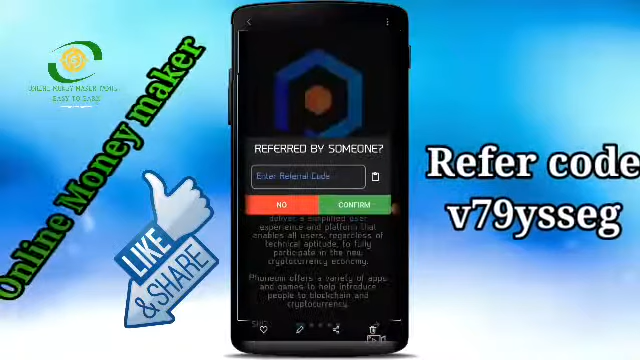 ONLINE MONEY MAKER
EASY TO EARN
Online Money maker
LIKE
& SHARE
REFERRED BY SOMEONE?
Enter Referral Code
NO
CONFIRM
deliver a simplified user
experience and platform that
enables all users, regardless of
technical aptitude, to fully
participate in the new
cryptocurrency economy.
Phoneum offers a variety of apps
and games to help introduce
people to blockchain and
cryptocurrency.
Refer code
v79ysseg